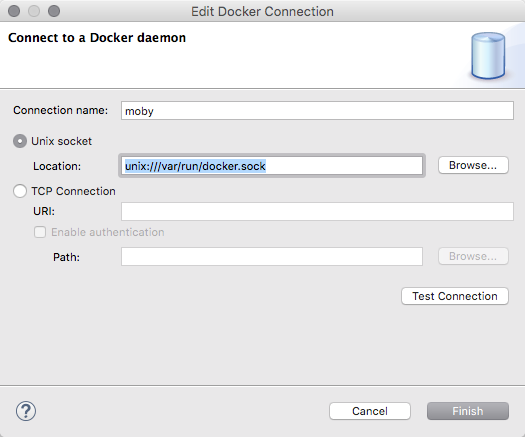 Edit Docker Connection
Connect to a Docker daemon
Connection name: moby
Unix socket
Location: unix:///var/run/docker.sock Browse...
TCP Connection
URI:
Enable authentication
Path: Browse...
Test Connection
? Cancel Finish